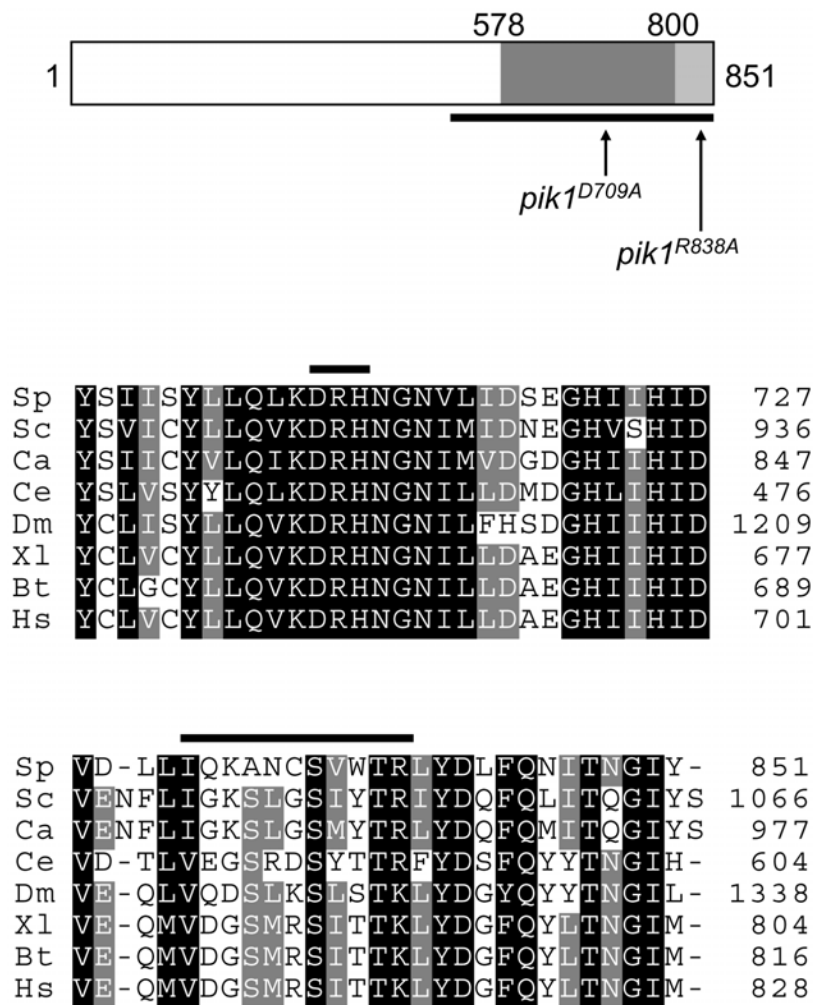 578 800
1 851
pik1D709A
pik1R838A
Sp YSIISYLLQLKDRHNGNVLIDSEGHIIHID 727
Sc YSVICYLLQVKDRHNGNIMIDNEGHVSHID 936
Ca YSIICYVLQIKDRHNGNIMVDGDGHIIHID 847
Ce YSLVSYYLQLKDRHNGNILLDMDGHLIHID 476
Dm YCLISYLLQVKDRHNGNILFHSDGHIIHID 1209
Xl YCLVCYLLQVKDRHNGNILLDAEGHIIHID 677
Bt YCLGCYLLQVKDRHNGNILLDAEGHIIHID 689
Hs YCLVCYLLQVKDRHNGNILLDAEGHIIHID 701
Sp VD-LLIQKANCSVWTRLYDLFQNITNGIY- 851
Sc VENFLIGKSLGSIYTRIYDQFQLITQGIYS 1066
Ca VENFLIGKSLGSMYTRLYDQFQMITQGIYS 977
Ce VD-TLVEGSRDSYTTRFYDSFQYYTNGIH- 604
Dm VE-QLVQDSLKSLSTKLYDGYQYYTNGIL- 1338
Xl VE-QMVDGSMRSITTKLYDGFQYLTNGIM- 804
Bt VE-QMVDGSMRSITTKLYDGFQYLTNGIM- 816
Hs VE-QMVDGSMRSITTKLYDGFQYLTNGIM- 828